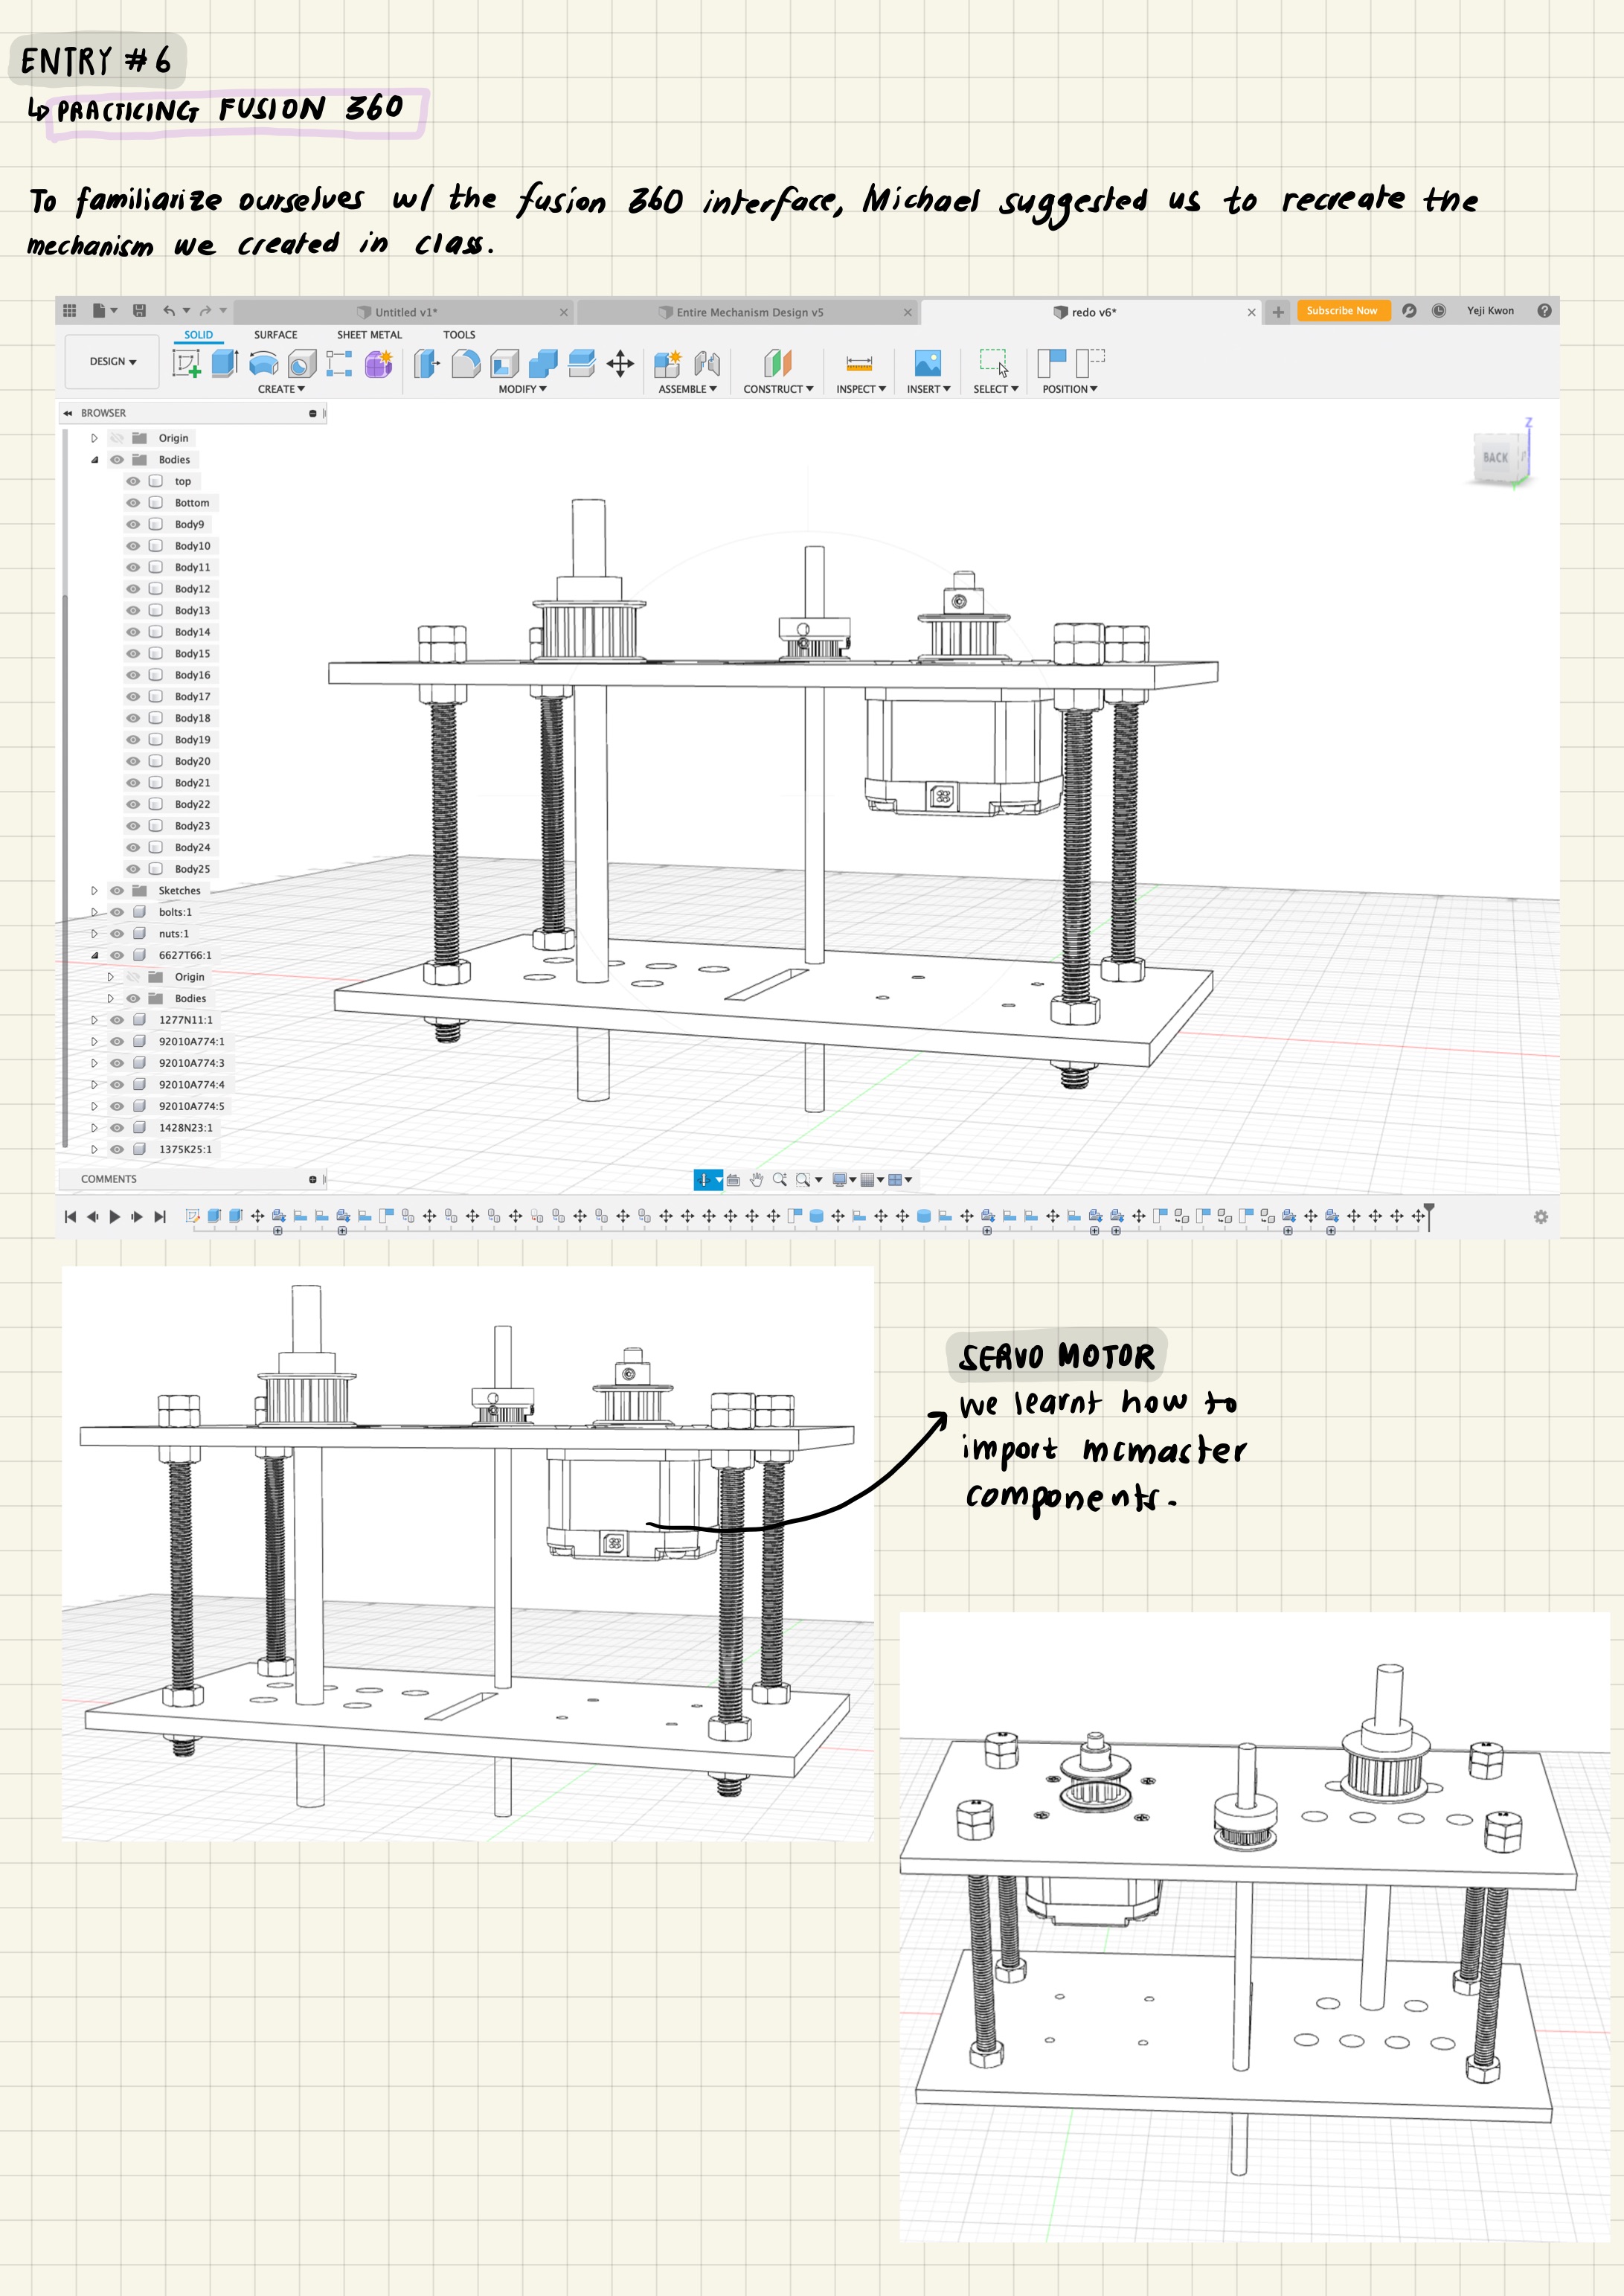 ENTRY #6
↳ PRACTICING FUSION 360
To familiarize ourselves w/ the fusion 360 interface, Michael suggested us to recreate the
mechanism we created in class.
Untitled v1*
Entire Mechanism Design v5
redo v6*
Subscribe Now
Yeji Kwon
SOLID
SURFACE
SHEET METAL
TOOLS
DESIGN
CREATE
MODIFY
ASSEMBLE
CONSTRUCT
INSPECT
INSERT
SELECT
POSITION
BROWSER
Origin
Bodies
top
Bottom
Body9
Body10
Body11
Body12
Body13
Body14
Body15
Body16
Body17
Body18
Body19
Body20
Body21
Body22
Body23
Body24
Body25
Sketches
bolts:1
nuts:1
6627T66:1
Origin
Bodies
1277N11:1
92010A774:1
92010A774:3
92010A774:4
92010A774:5
1428N23:1
1375K25:1
Z
BACK
COMMENTS
SERVO MOTOR
we learnt how to
import mcmaster
components.